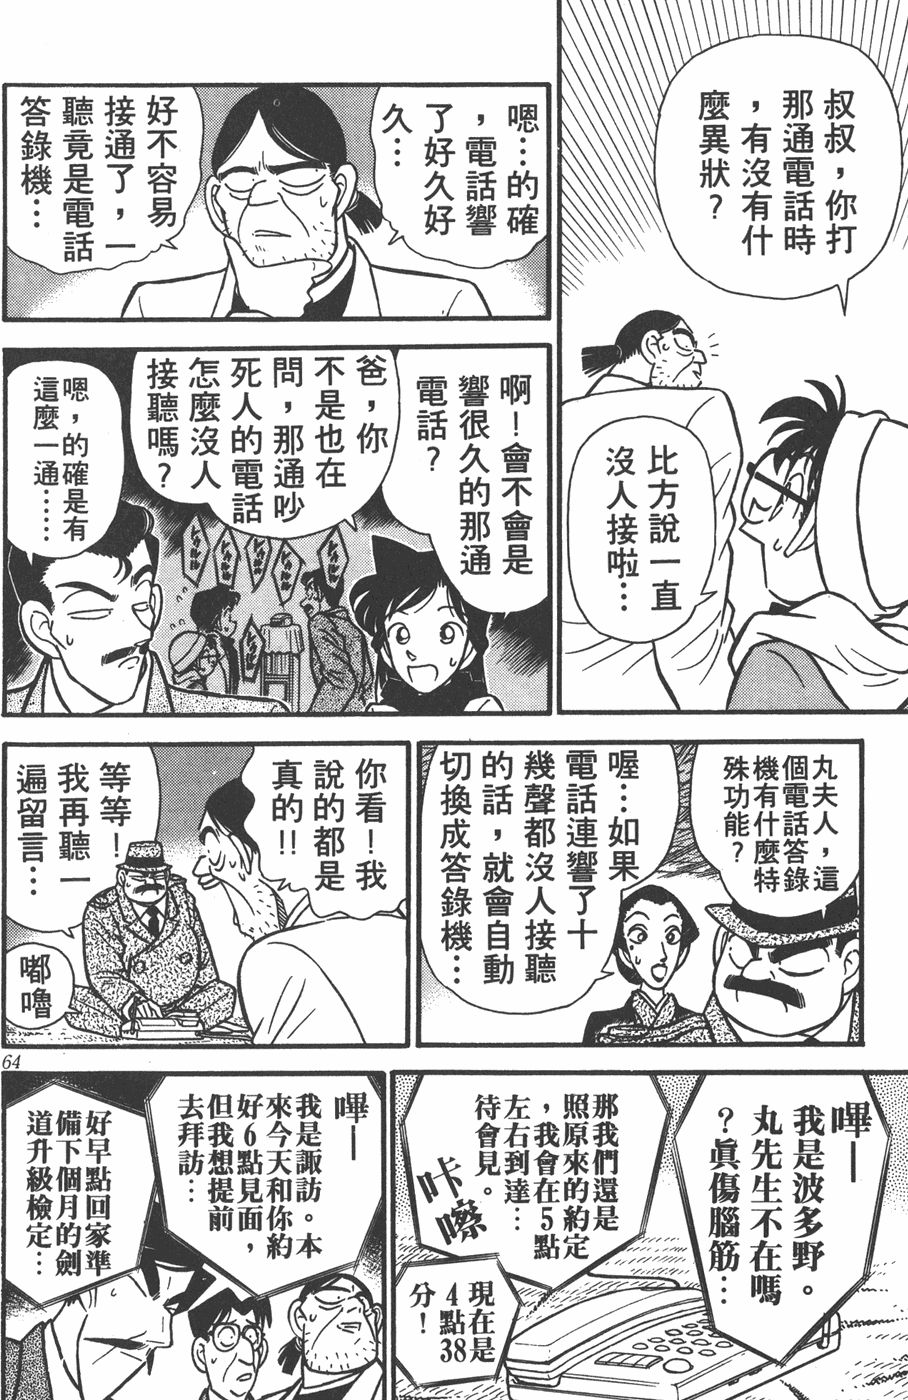 叔叔，你打
那通電話時
，有沒有什
麼異狀？
比方說一直
沒人接啦…
嗯…的確
，電話響
了好久好
久…
好不容易
接通了，一
聽竟是電話
答錄機…
啊！會不會是
響很久的那通
電話？
爸，你
不是也在
問，那通吵
死人的電話
怎麼沒人
接聽嗎？
嗯，的確是有
這麼一通……
丸夫人，這
個電話答錄
機有什麼特
殊功能？
喔…如果
電話連響了十
幾聲都沒人接聽
的話，就會自動
切換成答錄機…
你看！我
說的都是
真的!!
等等！
我再聽一
遍留言…
嘟嚕
64
嗶—
我是波多野。
丸先生不在嗎
？真傷腦筋…
那我們還是
照原來的約定
，我會在5點
左右到達…
待會見。
咔嚓
現在是
4點38
分！
嗶—
我是諏訪。本
來今天和你約
好6點見面，
但我想提前
去拜訪…
好早點回家準
備下個月的劍
道升級檢定…